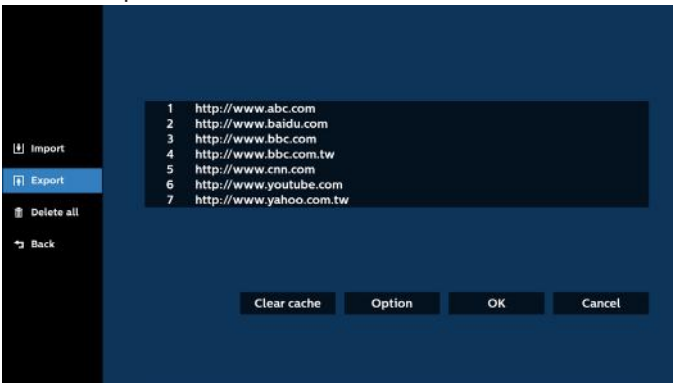 1 http://www.abc.com
2 http://www.baidu.com
3 http://www.bbc.com
4 http://www.bbc.com.tw
5 http://www.cnn.com
6 http://www.youtube.com
7 http://www.yahoo.com.tw
Import
Export
Delete all
Back
Clear cache Option OK Cancel